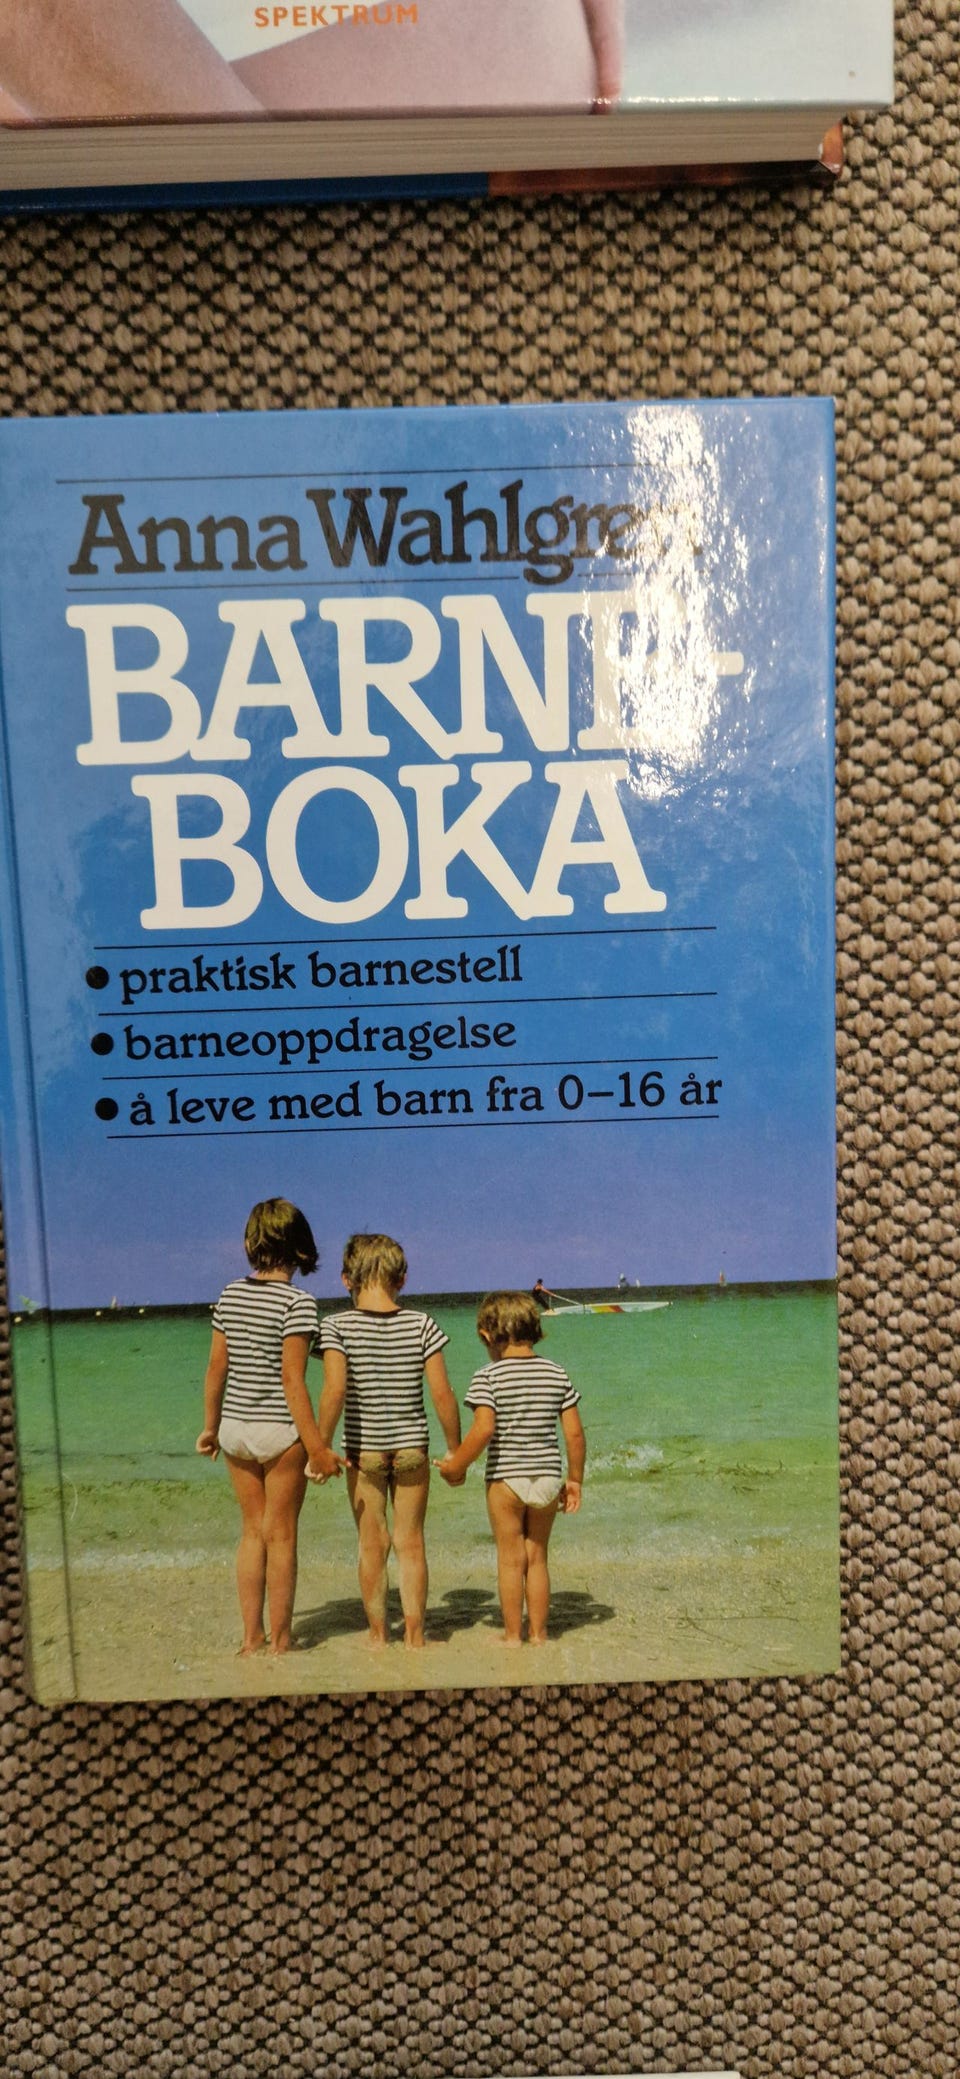 SPEKTRUM
Anna Wahlgren
BARNE-
BOKA
• praktisk barnestell
• barneoppdragelse
• å leve med barn fra 0–16 år